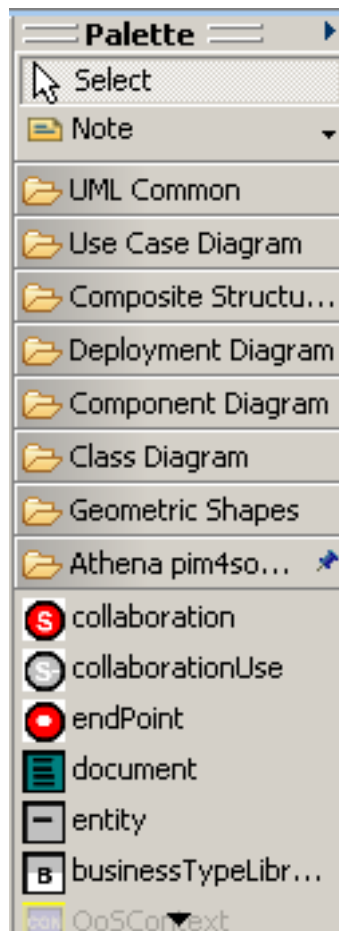 Palette
Select
Note
UML Common
Use Case Diagram
Composite Structu...
Deployment Diagram
Component Diagram
Class Diagram
Geometric Shapes
Athena pim4so...
S collaboration
S collaborationUse
endPoint
document
entity
B businessTypeLibr...
QoSContext